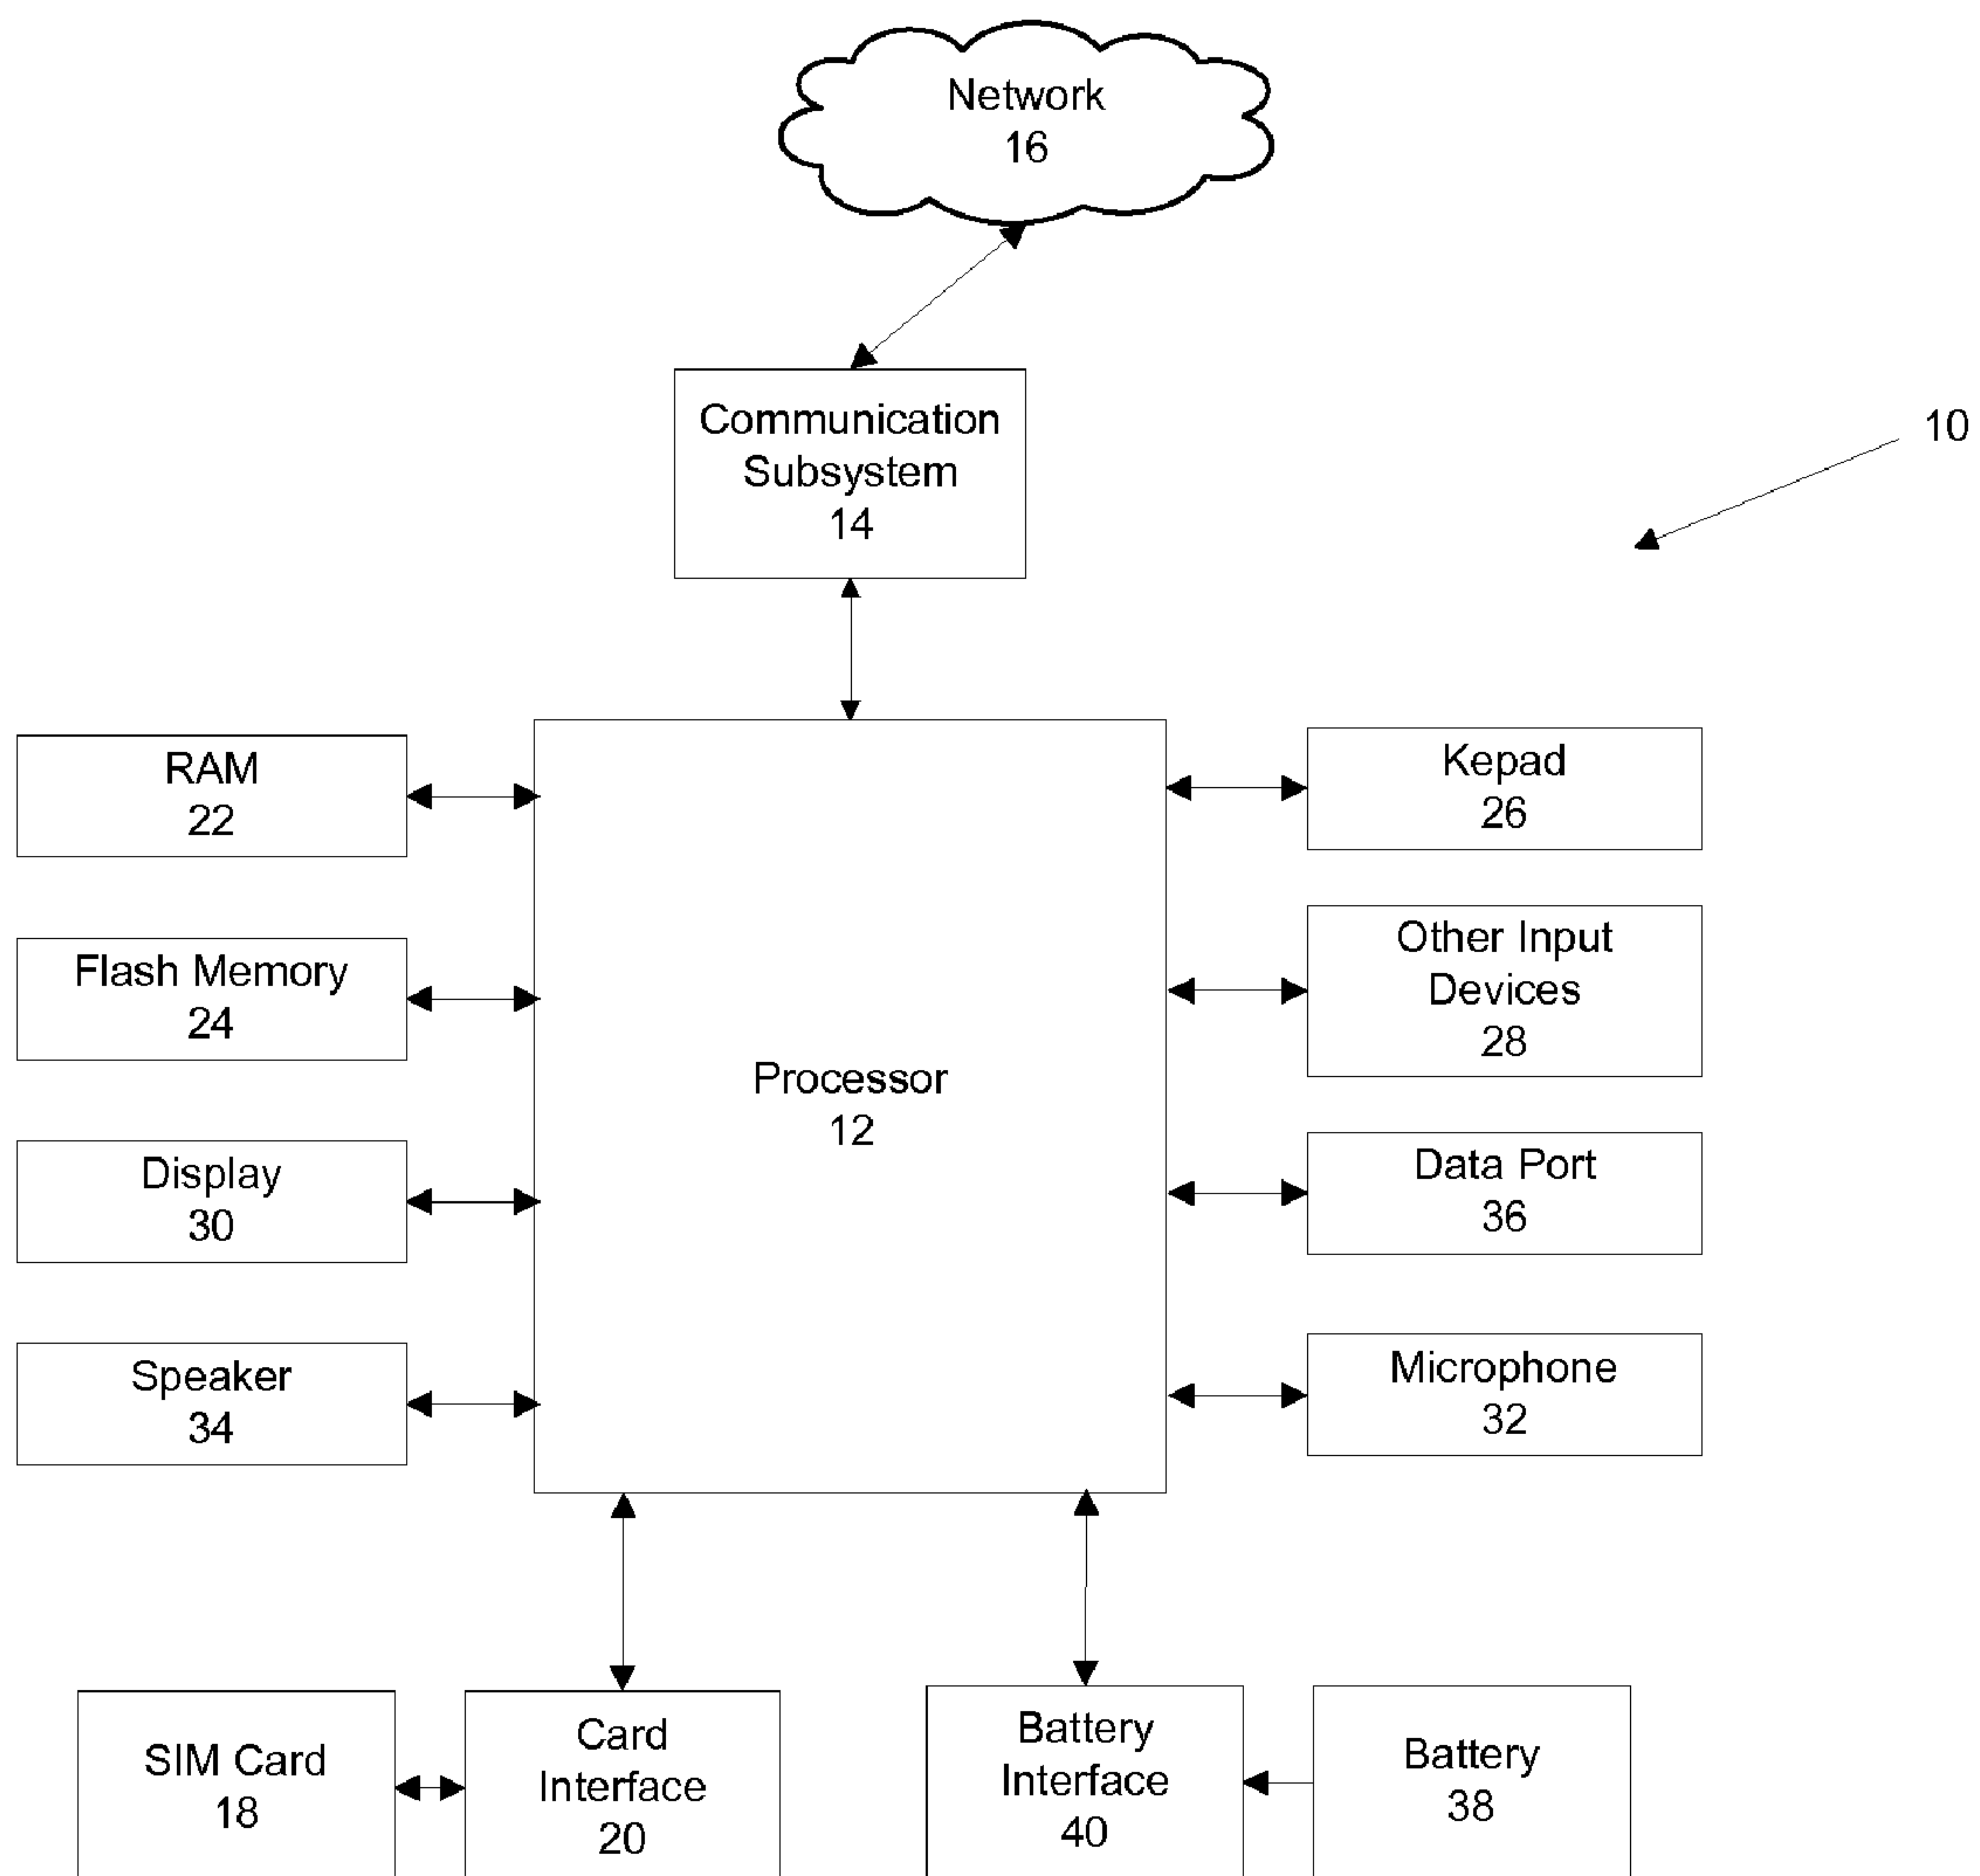 Network
16
Communication
Subsystem
14
10
RAM
22
Kepad
26
Flash Memory
24
Other Input
Devices
28
Processor
12
Display
30
Data Port
36
Speaker
34
Microphone
32
SIM Card
18
Card
Interface
20
Battery
Interface
40
Battery
38